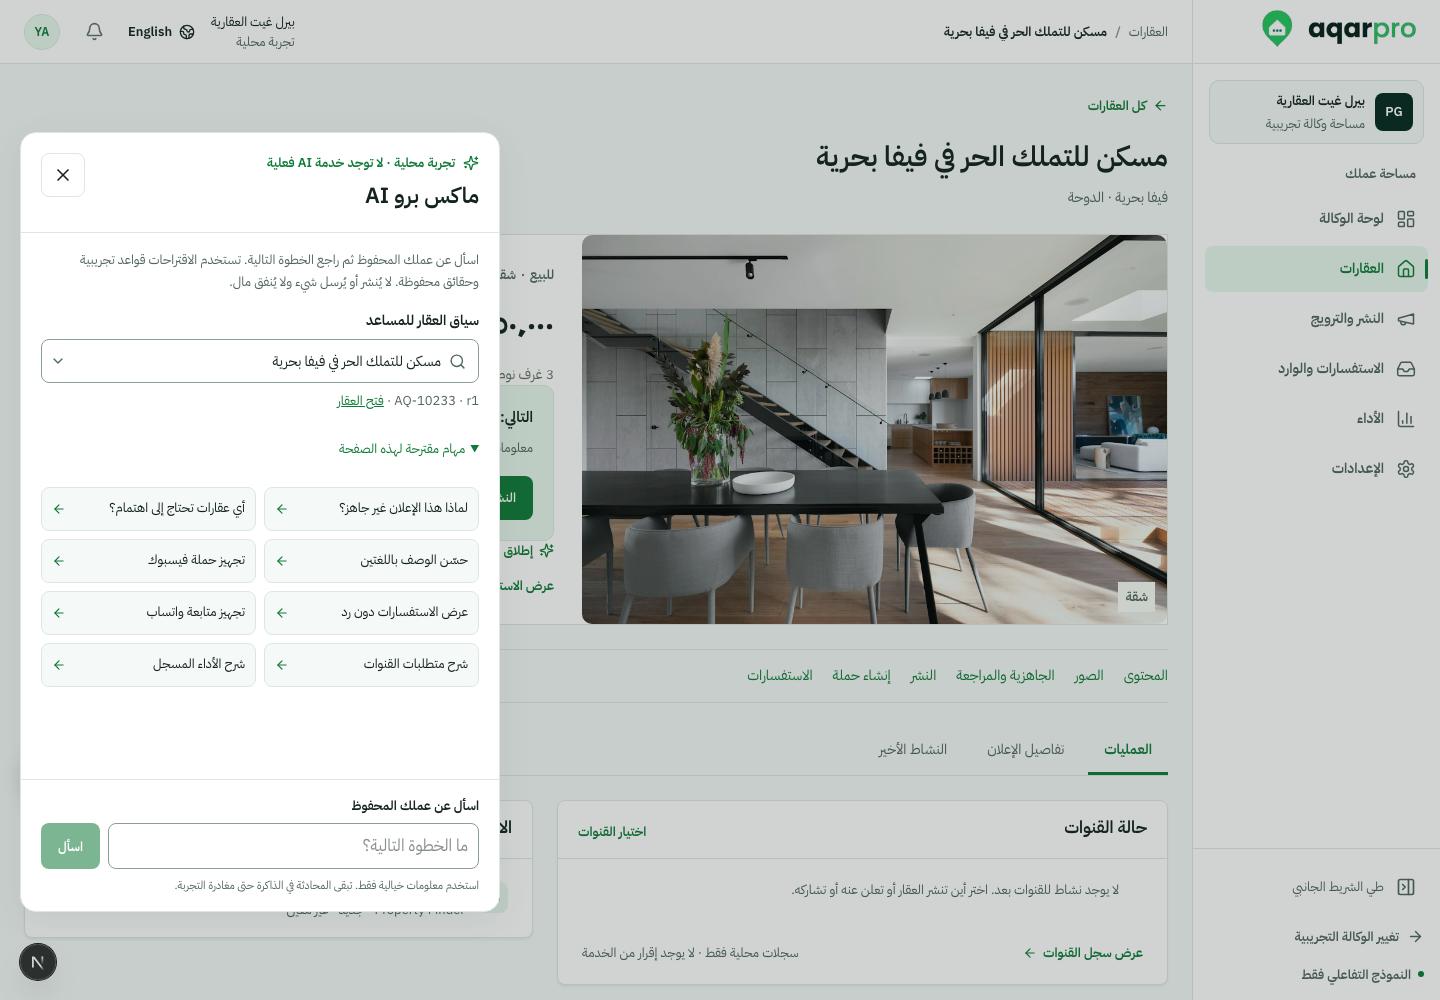 aqarpro
العقارات / مسكن للتملك الحر في فيفا بحرية
بيرل غيت العقارية
تجربة محلية
English
YA
PG
بيرل غيت العقارية
مساحة وكالة تجريبية
مساحة عملك
لوحة الوكالة
العقارات
النشر والترويج
الاستفسارات والوارد
الأداء
الإعدادات
طي الشريط الجانبي
تغيير الوكالة التجريبية
النموذج التفاعلي فقط
كل العقارات
مسكن للتملك الحر في فيفا بحرية
فيفا بحرية · الدوحة
شقة
للبيع
3 غرف
التالي:
إطلاق
المحتوى
الصور
الجاهزية والمراجعة
النشر
إنشاء حملة
الاستفسارات
العمليات
تفاصيل الإعلان
النشاط الأخير
حالة القنوات
اختيار القنوات
لا يوجد نشاط للقنوات بعد. اختر أين تنشر العقار أو تعلن عنه أو تشاركه.
عرض سجل القنوات
سجلات محلية فقط · لا يوجد إقرار من الخدمة
تجربة محلية · لا توجد خدمة AI فعلية
ماكس برو AI
اسأل عن عملك المحفوظ ثم راجع الخطوة التالية. تستخدم الاقتراحات قواعد تجريبية
وحقائق محفوظة. لا يُنشر أو يُرسل شيء ولا يُنفق مال.
سياق العقار للمساعد
مسكن للتملك الحر في فيفا بحرية
AQ-10233 · r1 · فتح العقار
مهام مقترحة لهذه الصفحة
لماذا هذا الإعلان غير جاهز؟
أي عقارات تحتاج إلى اهتمام؟
حسّن الوصف باللغتين
تجهيز حملة فيسبوك
عرض الاستفسارات دون رد
تجهيز متابعة واتساب
شرح متطلبات القنوات
شرح الأداء المسجل
اسأل عن عملك المحفوظ
ما الخطوة التالية؟
اسأل
استخدم معلومات خيالية فقط. تبقى المحادثة في الذاكرة حتى مغادرة التجربة.